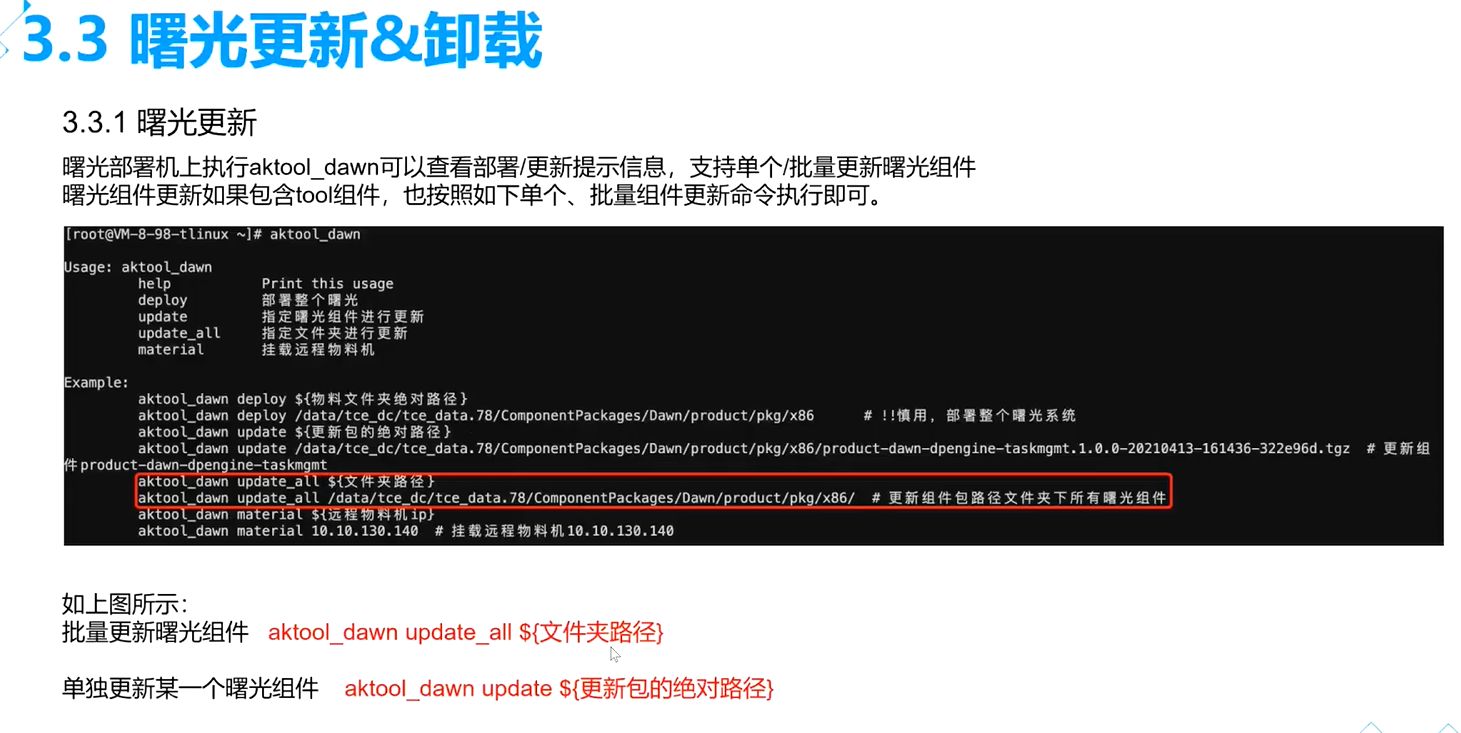 3.3 曙光更新&卸载
3.3.1 曙光更新
曙光部署机上执行aktool_dawn可以查看部署/更新提示信息，支持单个/批量更新曙光组件
曙光组件更新如果包含tool组件，也按照如下单个、批量组件更新命令执行即可。
[root@VM-8-98-tlinux ~]# aktool_dawn
Usage: aktool_dawn
help Print this usage
deploy 部署整个曙光
update 指定曙光组件进行更新
update_all 指定文件夹进行更新
material 挂载远程物料机
Example:
aktool_dawn deploy ${物料文件夹绝对路径}
aktool_dawn deploy /data/tce_dc/tce_data.78/ComponentPackages/Dawn/product/pkg/x86 # !!慎用，部署整个曙光系统
aktool_dawn update ${更新包的绝对路径}
aktool_dawn update /data/tce_dc/tce_data.78/ComponentPackages/Dawn/product/pkg/x86/product-dawn-dpengine-taskmgmt.1.0.0-20210413-161436-322e96d.tgz # 更新组
件product-dawn-dpengine-taskmgmt
aktool_dawn update_all ${文件夹路径}
aktool_dawn update_all /data/tce_dc/tce_data.78/ComponentPackages/Dawn/product/pkg/x86/ # 更新组件包路径文件夹下所有曙光组件
aktool_dawn material ${远程物料机ip}
aktool_dawn material 10.10.130.140 # 挂载远程物料机10.10.130.140
如上图所示：
批量更新曙光组件 aktool_dawn update_all ${文件夹路径}
单独更新某一个曙光组件 aktool_dawn update ${更新包的绝对路径}